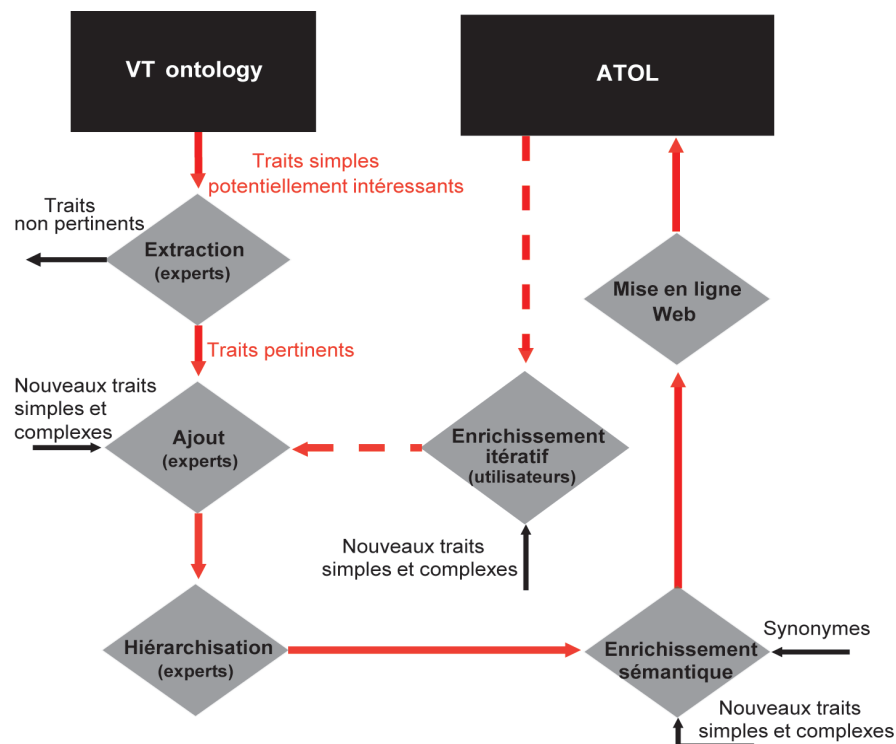 VT ontology
ATOL
Traits simples
potentiellement intéressants
Traits
non pertinents
Extraction
(experts)
Mise en ligne
Web
Traits pertinents
Nouveaux traits
simples et
complexes
Ajout
(experts)
Enrichissement
itératif
(utilisateurs)
Nouveaux traits
simples et complexes
Hiérarchisation
(experts)
Enrichissement
sémantique
Synonymes
Nouveaux traits
simples et complexes